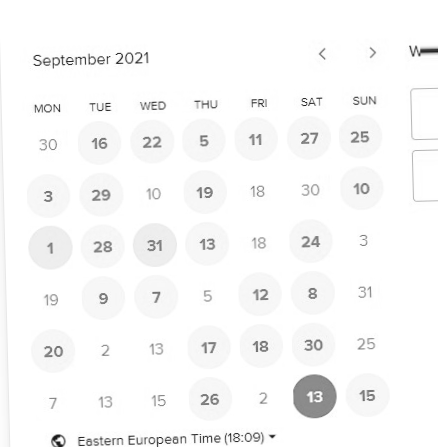 September 2021
MON TUE WED THU FRI SAT SUN
30 16 22 5 11 27 25
3 29 10 19 18 30 10
1 28 31 13 18 24 3
19 9 7 5 12 8 31
20 2 13 17 18 30 25
7 13 15 26 2 13 15
Eastern European Time (18:09)